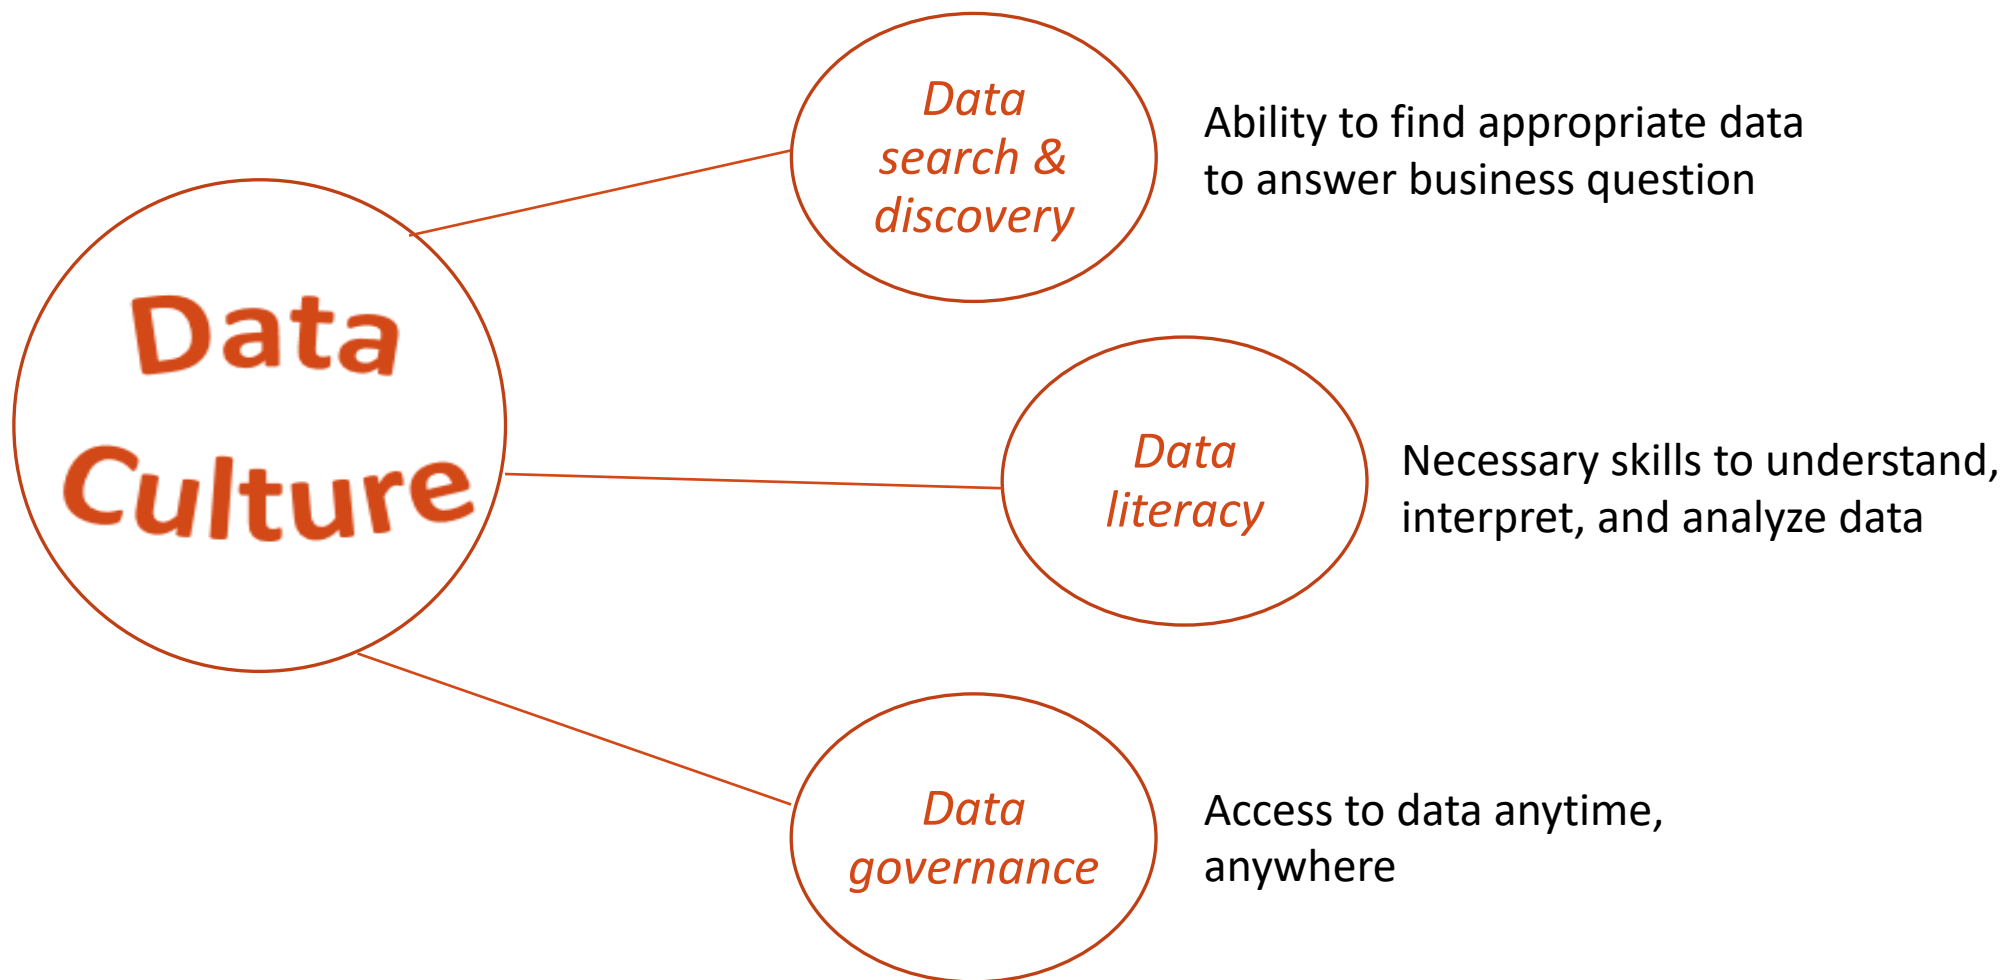 Data
Culture
Data
search &
discovery
Ability to find appropriate data
to answer business question
Data
literacy
Necessary skills to understand,
interpret, and analyze data
Data
governance
Access to data anytime,
anywhere